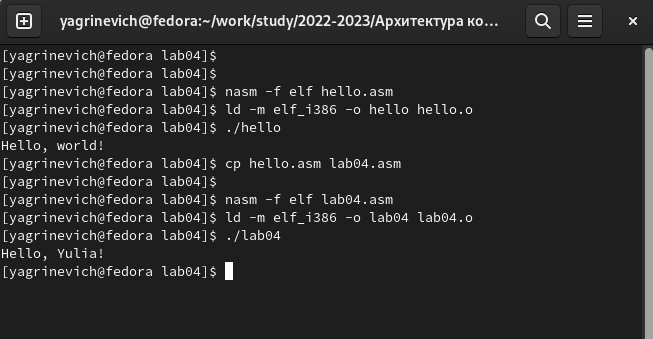 yagrinevich@fedora:~/work/study/2022-2023/Архитектура ко...
[yagrinevich@fedora lab04]$
[yagrinevich@fedora lab04]$
[yagrinevich@fedora lab04]$ nasm -f elf hello.asm
[yagrinevich@fedora lab04]$ ld -m elf_i386 -o hello hello.o
[yagrinevich@fedora lab04]$ ./hello
Hello, world!
[yagrinevich@fedora lab04]$ cp hello.asm lab04.asm
[yagrinevich@fedora lab04]$
[yagrinevich@fedora lab04]$ nasm -f elf lab04.asm
[yagrinevich@fedora lab04]$ ld -m elf_i386 -o lab04 lab04.o
[yagrinevich@fedora lab04]$ ./lab04
Hello, Yulia!
[yagrinevich@fedora lab04]$